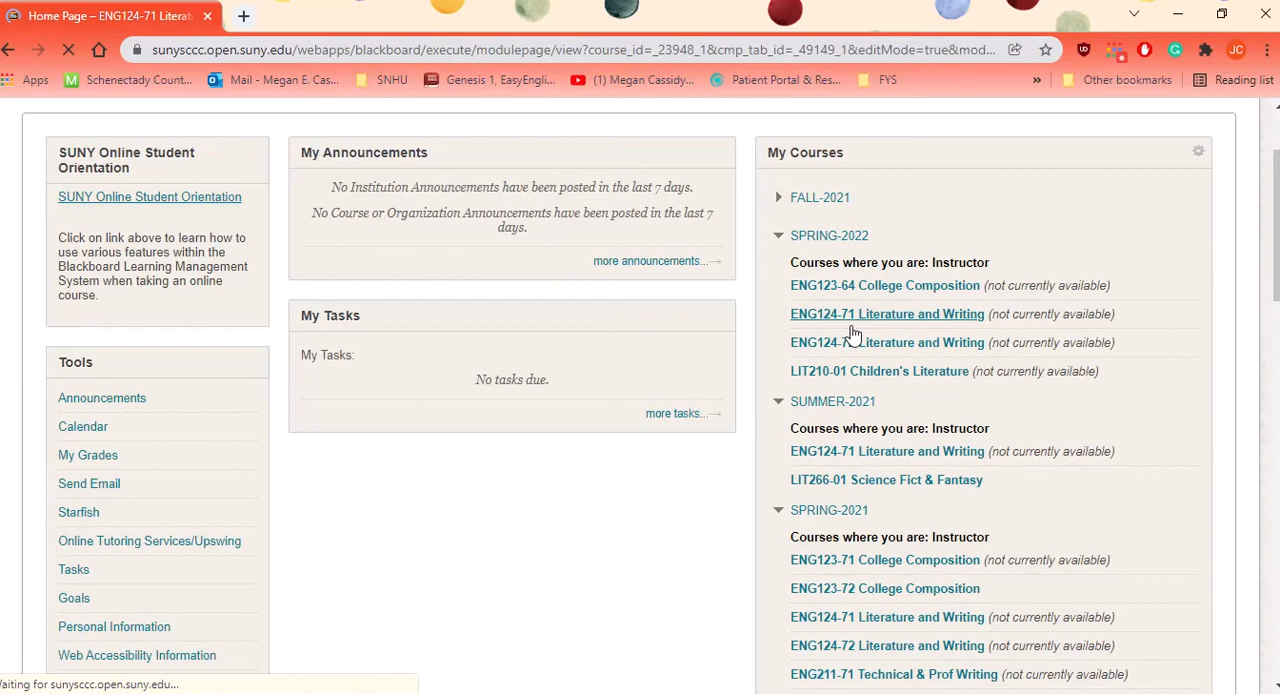 Home Page – ENG124-71 Literat
sunysccc.open.suny.edu/webapps/blackboard/execute/modulepage/view?course_id=_23948_1&cmp_tab_id=_49149_1&editMode=true&mod...
JC
Apps
Schenectady Count...
Mail - Megan E. Cas...
SNHU
Genesis 1, EasyEngli...
(1) Megan Cassidy...
Patient Portal & Res...
FYS
»
Other bookmarks
Reading list
SUNY Online Student
Orientation
SUNY Online Student Orientation
Click on link above to learn how to
use various features within the
Blackboard Learning Management
System when taking an online
course.
Tools
Announcements
Calendar
My Grades
Send Email
Starfish
Online Tutoring Services/Upswing
Tasks
Goals
Personal Information
Web Accessibility Information
My Announcements
No Institution Announcements have been posted in the last 7 days.
No Course or Organization Announcements have been posted in the last 7
days.
more announcements...→
My Tasks
My Tasks:
No tasks due.
more tasks...→
My Courses
FALL-2021
SPRING-2022
Courses where you are: Instructor
ENG123-64 College Composition (not currently available)
ENG124-71 Literature and Writing (not currently available)
Literature and Writing (not currently available)
LIT210-01 Children's Literature (not currently available)
SUMMER-2021
Courses where you are: Instructor
ENG124-71 Literature and Writing (not currently available)
LIT266-01 Science Fict & Fantasy
SPRING-2021
Courses where you are: Instructor
ENG123-71 College Composition (not currently available)
ENG123-72 College Composition
ENG124-71 Literature and Writing (not currently available)
ENG124-72 Literature and Writing (not currently available)
ENG211-71 Technical & Prof Writing (not currently available)
Waiting for sunysccc.open.suny.edu...